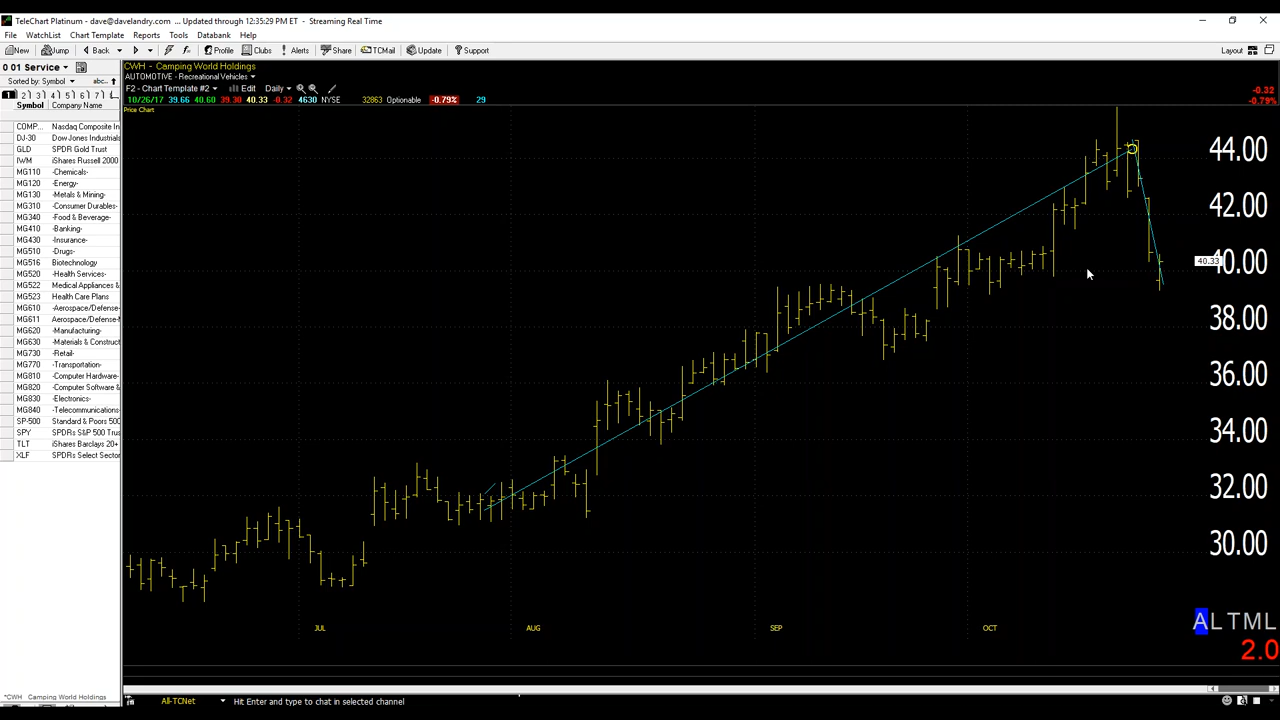 TeleChart Platinum - dave@davelandry.com ... Updated through 12:35:29 PM ET - Streaming Real Time
File WatchList Chart Template Reports Tools Databank Help
New Jump Back Profile Clubs Alerts Share TCMail Update Support Layout
0 01 Service
Sorted by: Symbol abc..
1 2 3 4 5 6 7
Symbol Company Name
COMP... Nasdaq Composite In
DJ-30 Dow Jones Industrials
GLD SPDR Gold Trust
IWM iShares Russell 2000
MG110 -Chemicals-
MG120 -Energy-
MG130 -Metals & Mining-
MG310 -Consumer Durables-
MG340 -Food & Beverage-
MG410 -Banking-
MG430 -Insurance-
MG510 -Drugs-
MG516 Biotechnology
MG520 -Health Services-
MG522 Medical Appliances &
MG523 Health Care Plans
MG610 -Aerospace/Defense-
MG611 Aerospace/Defense-M
MG620 -Manufacturing-
MG630 -Materials & Construct
MG730 -Retail-
MG770 -Transportation-
MG810 -Computer Hardware-
MG820 -Computer Software &
MG830 -Electronics-
MG840 -Telecommunications-
SP-500 Standard & Poors 500
SPY SPDRs S&P 500 Trus
TLT iShares Barclays 20+
XLF SPDRs Select Sector
*CWH Camping World Holdings
CWH - Camping World Holdings
AUTOMOTIVE - Recreational Vehicles
F2 - Chart Template #2 Edit Daily
10/26/17 39.66 40.60 39.30 40.33 -0.32 4630 NYSE 32863 Optionable -0.79% 29
Price Chart
-0.32
-0.79%
44.00
42.00
40.33
40.00
38.00
36.00
34.00
32.00
30.00
JUL AUG SEP OCT
ALTML
2.0
All-TCNet Hit Enter and type to chat in selected channel